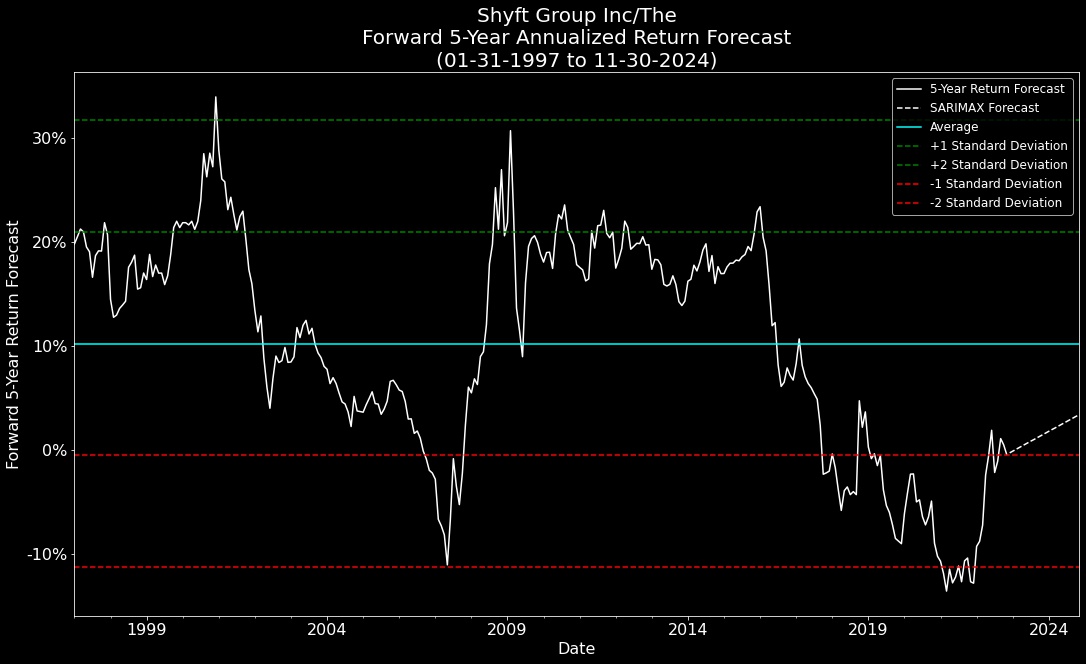 Shyft Group Inc/The
Forward 5-Year Annualized Return Forecast
(01-31-1997 to 11-30-2024)
5-Year Return Forecast
SARIMAX Forecast
Average
+1 Standard Deviation
+2 Standard Deviation
-1 Standard Deviation
-2 Standard Deviation
Forward 5-Year Return Forecast
30%
20%
10%
0%
-10%
1999
2004
2009
2014
2019
2024
Date